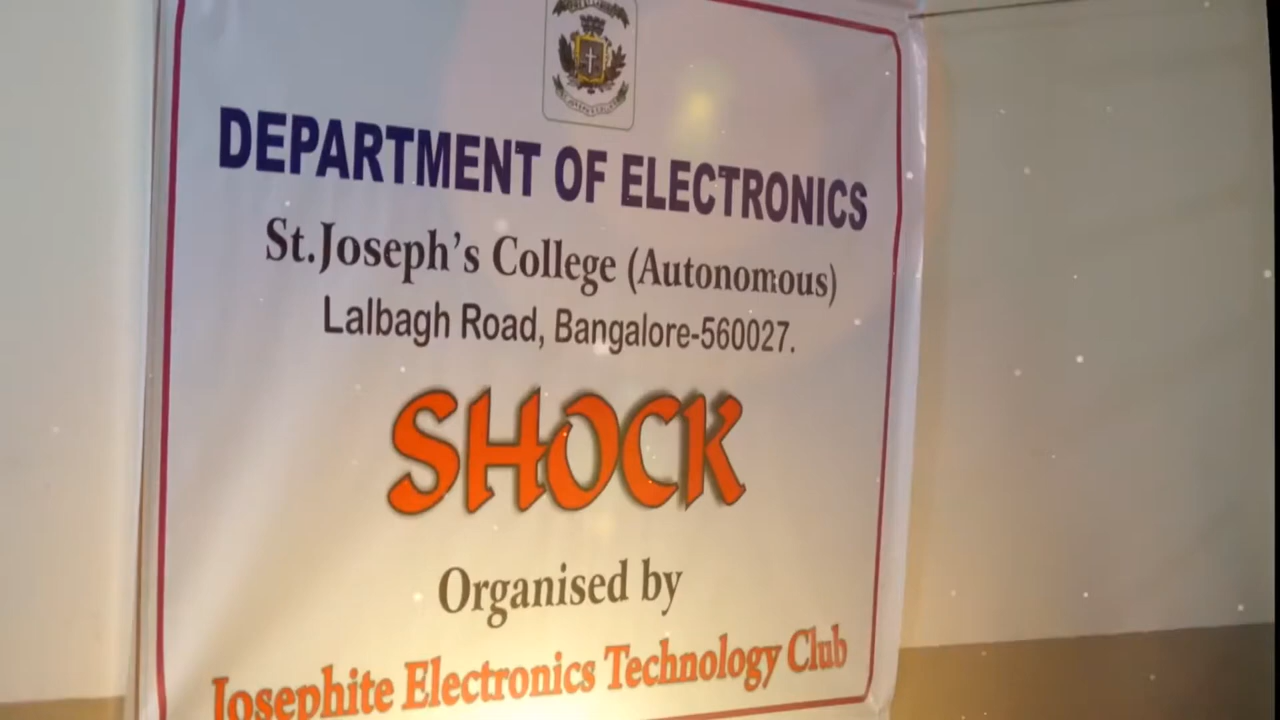 DEPARTMENT OF ELECTRONICS
St.Joseph's College (Autonomous)
Lalbagh Road, Bangalore-560027.
SHOCK
Organised by
Josephite Electronics Technology Club